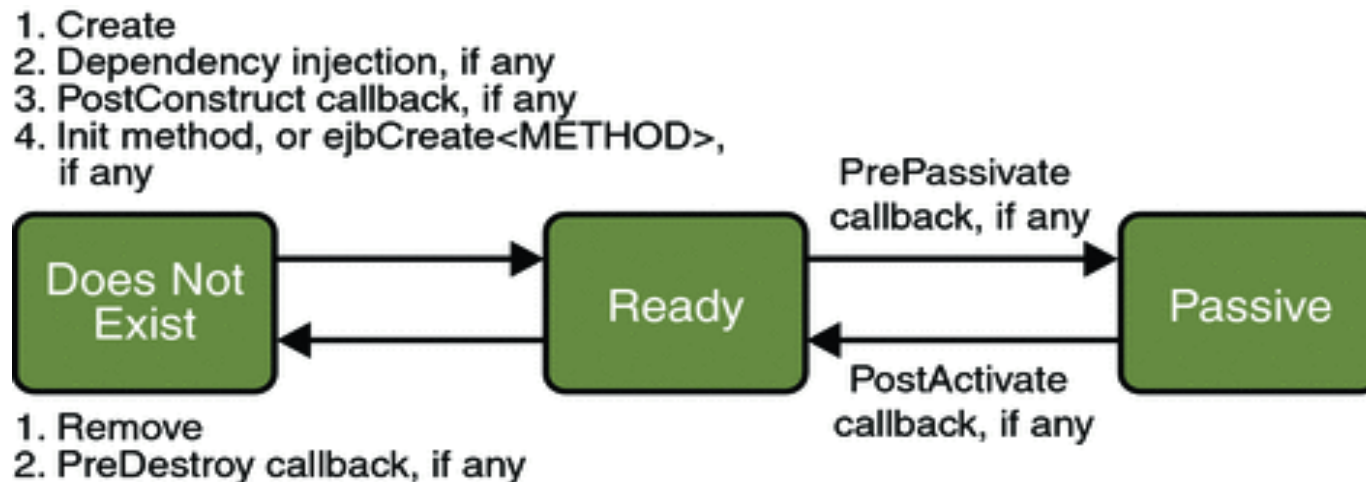 1. Create
2. Dependency injection, if any
3. PostConstruct callback, if any
4. Init method, or ejbCreate<METHOD>,
if any
PrePassivate
callback, if any
Does Not
Exist
Ready
Passive
PostActivate
callback, if any
1. Remove
2. PreDestroy callback, if any